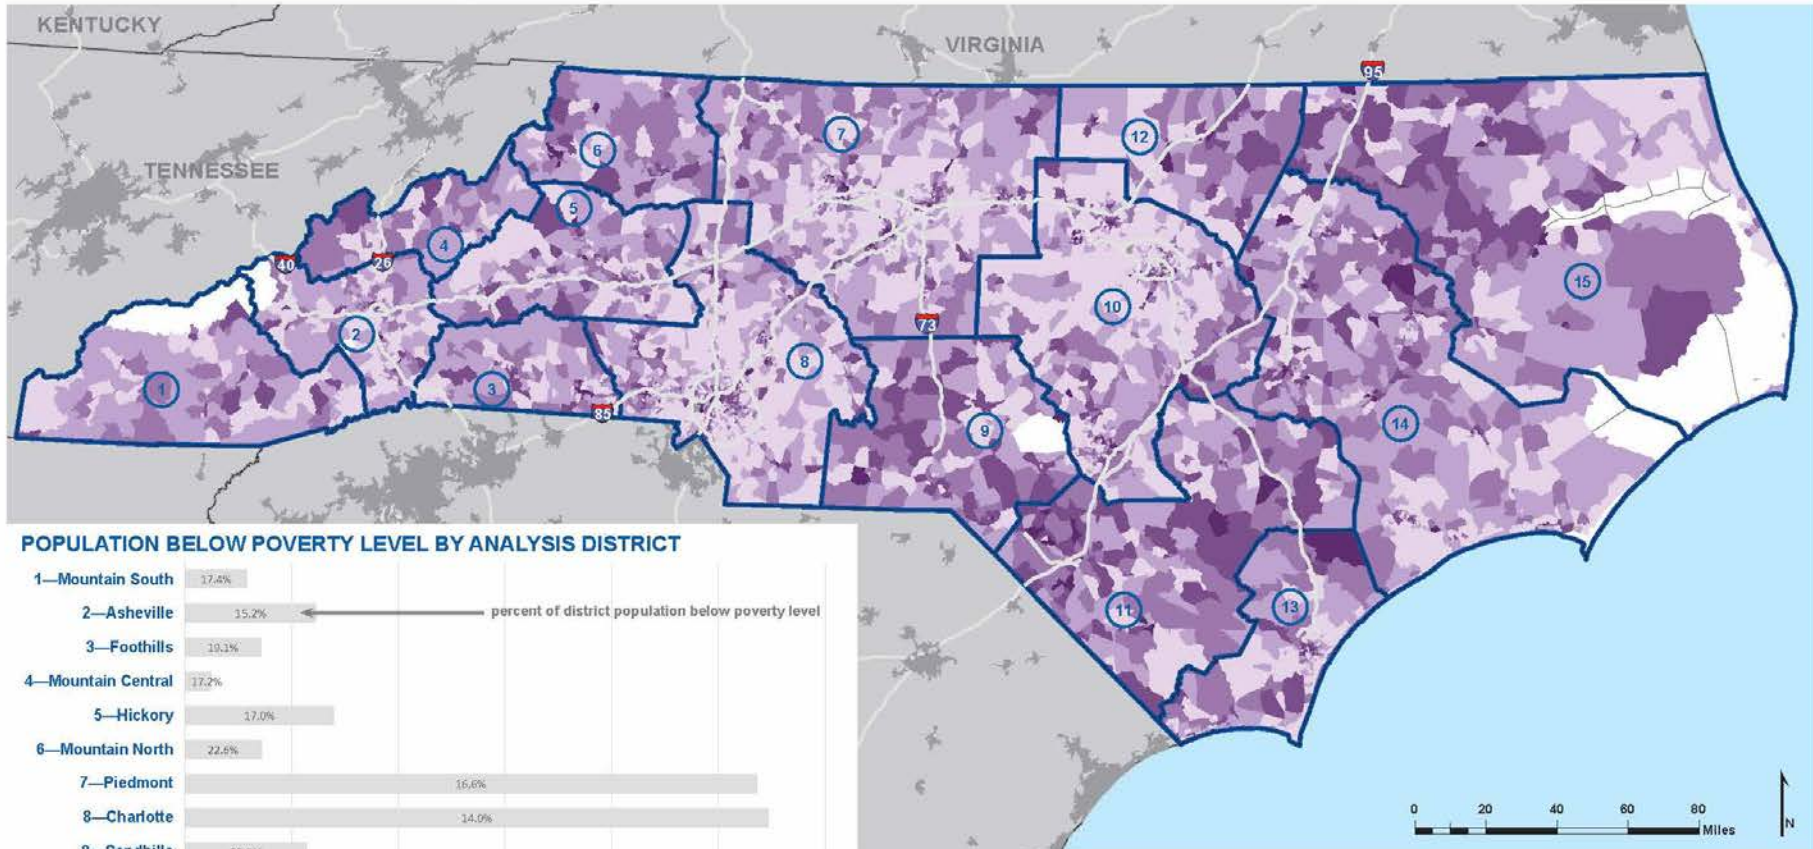 KENTUCKY
VIRGINIA
TENNESSEE
95
6
7
12
5
4
40
26
15
2
10
73
8
1
3
85
9
14
11
13
POPULATION BELOW POVERTY LEVEL BY ANALYSIS DISTRICT
1—Mountain South 17.4%
2—Asheville 15.2% percent of district population below poverty level
3—Foothills 19.1%
4—Mountain Central 17.2%
5—Hickory 17.0%
6—Mountain North 22.6%
7—Piedmont 16.6%
8—Charlotte 14.0%
0 20 40 60 80
Miles
N